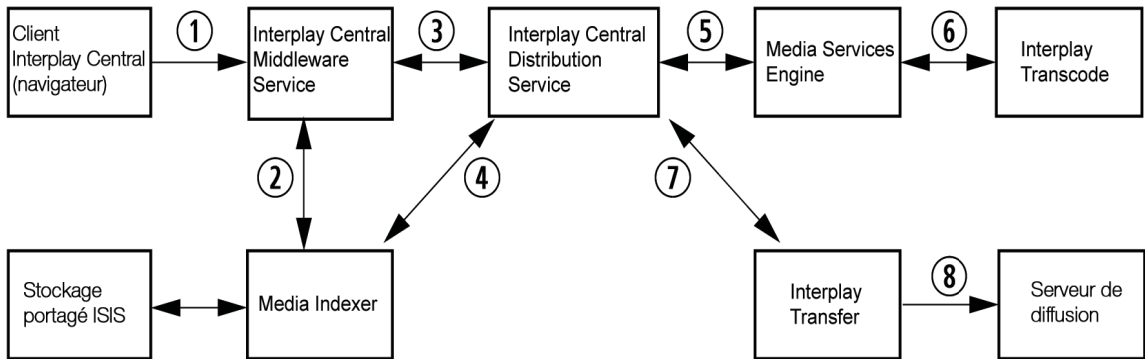 Client
Interplay Central
(navigateur)
1
Interplay Central
Middleware
Service
3
Interplay Central
Distribution
Service
5
Media Services
Engine
6
Interplay
Transcode
2
4
7
Stockage
portagé ISIS
Media Indexer
Interplay
Transfer
8
Serveur de
diffusion